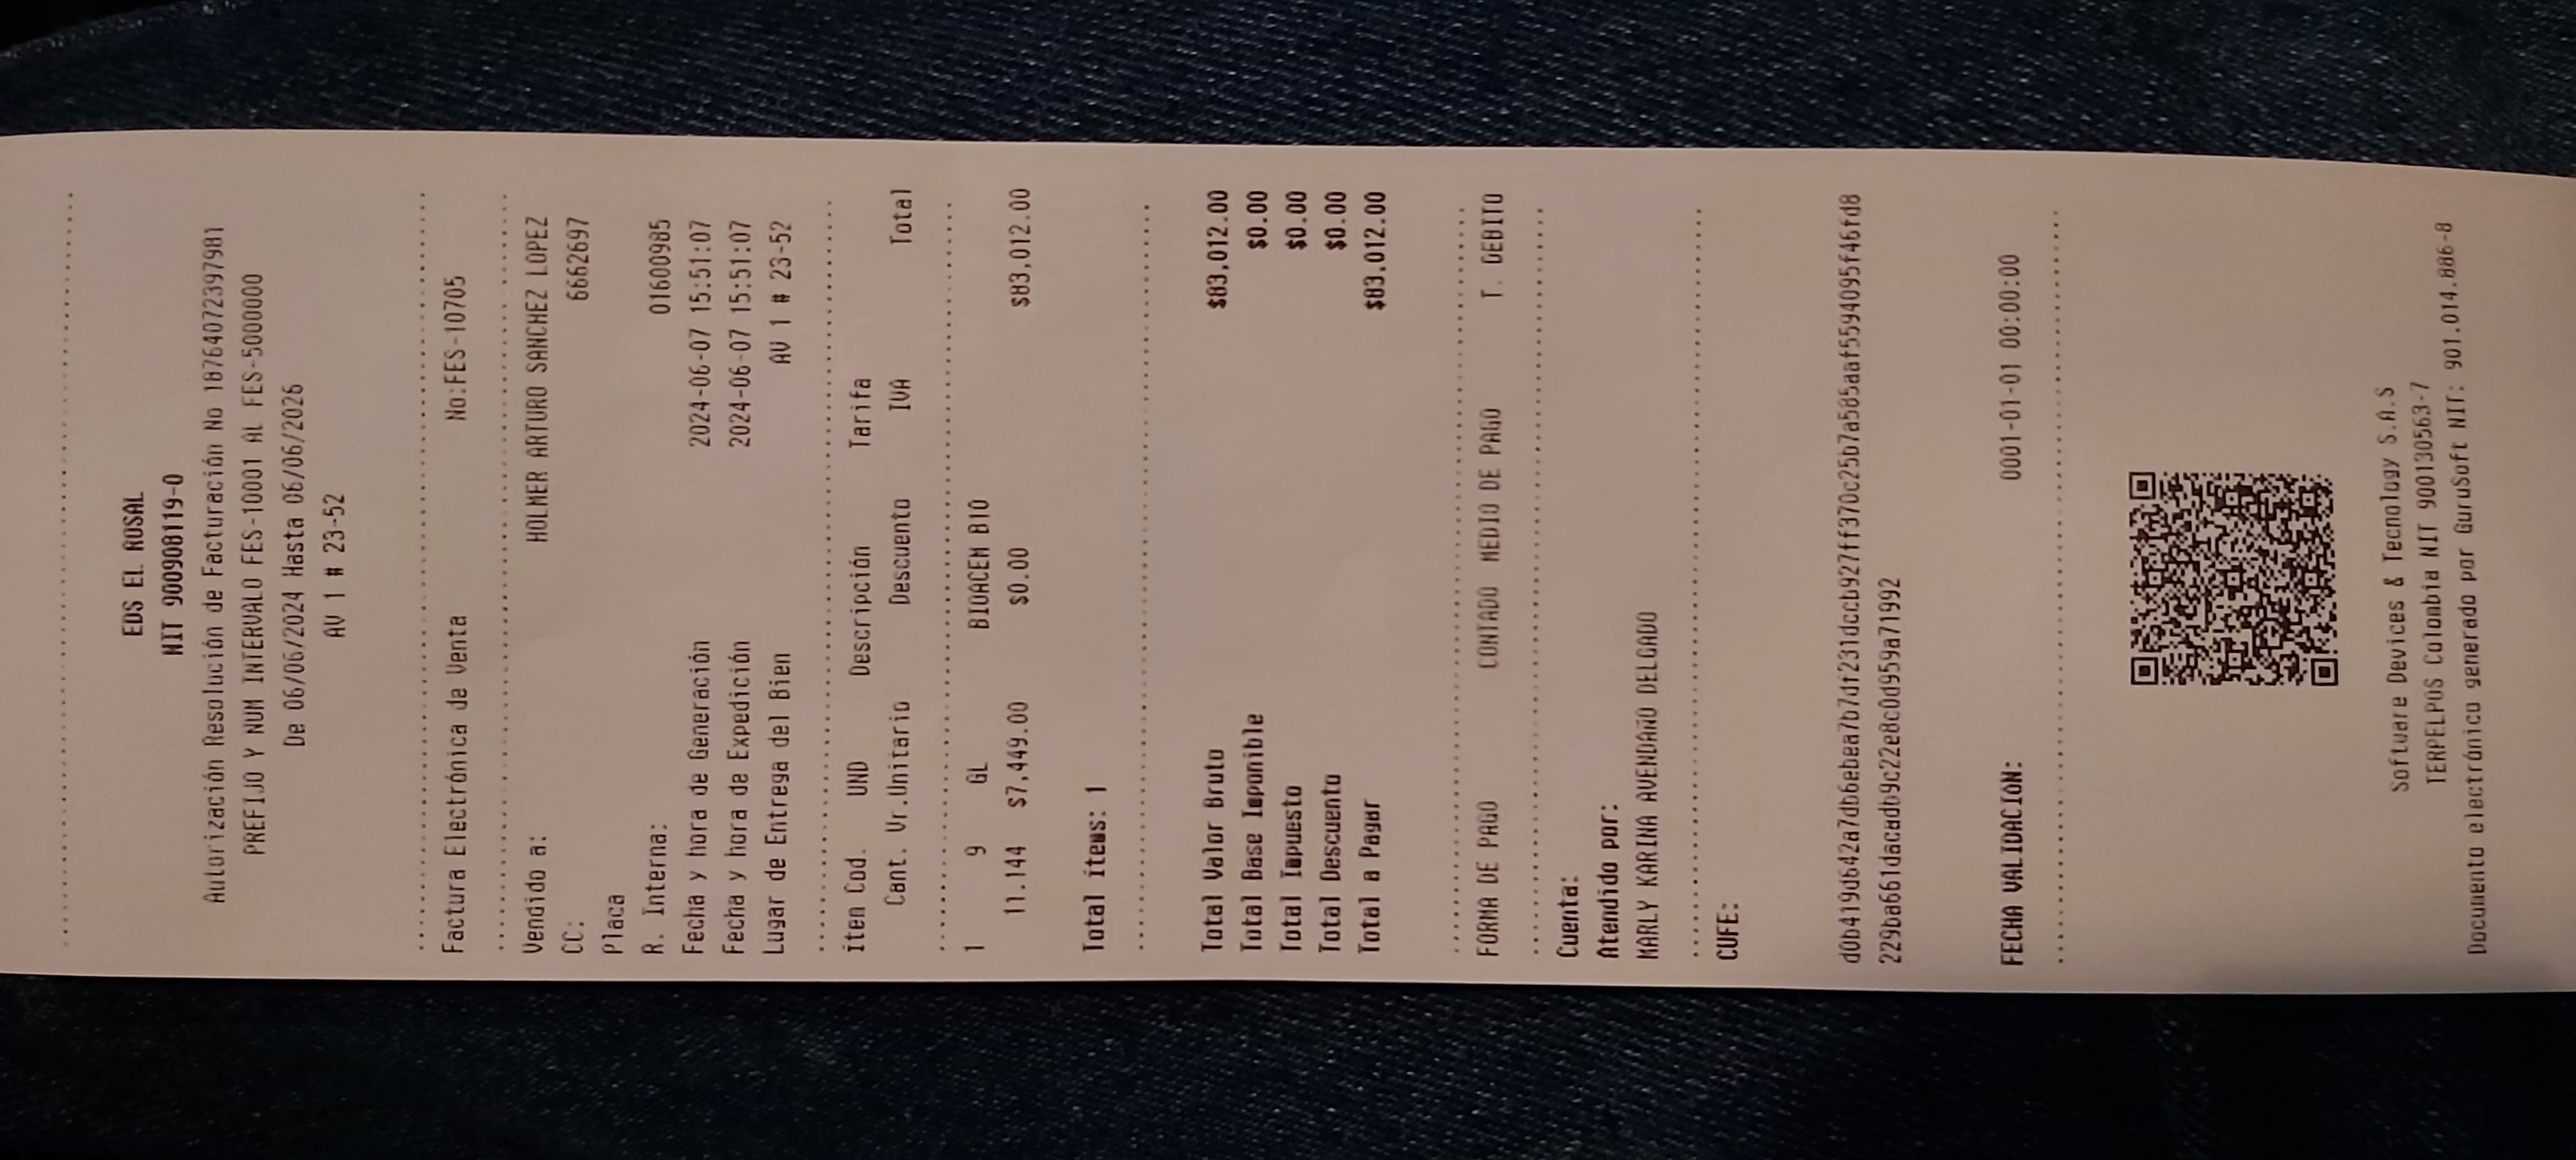 EDS EL ROSAL
NIT 900908119-0
Autorización Resolución de Facturación No 18764072397981
PREFIJO Y NUM INTERVALO FES-10001 AL FES-5000000
De 06/06/2024 Hasta 06/06/2026
AV 1 # 23-52
Factura Electrónica de Venta No:FES-10705
Vendido a: HOLMER ARTURO SANCHEZ LOPEZ
CC: 6662697
Placa
R. Interna: 01600985
Fecha y hora de Generación 2024-06-07 15:51:07
Fecha y hora de Expedición 2024-06-07 15:51:07
Lugar de Entrega del Bien AV 1 # 23-52
Iten Cod. UND Descripción Tarifa
Cant. Vr.Unitario Descuento IVA Total
1 9 GL BIOACEM B10
11.144 $7,449.00 $0.00 $83,012.00
Total ítems: 1
Total Valor Bruto $83,012.00
Total Base Imponible $0.00
Total Impuesto $0.00
Total Descuento $0.00
Total a Pagar $83,012.00
FORMA DE PAGO CONTADO MEDIO DE PAGO T. DEBITO
Cuenta:
Atendido por:
MARLY KARINA AVENDAÑO DELGADO
CUFE:
229ba661dacadb9c22e8c0d959a71992
FECHA VALIDACION: 0001-01-01 00:00:00
Software Devices & Tecnology S.A.S
TERPELPOS Colombia NIT 900130563-7
Documento electrónico generado por GuruSoft NIT: 901.014.886-8